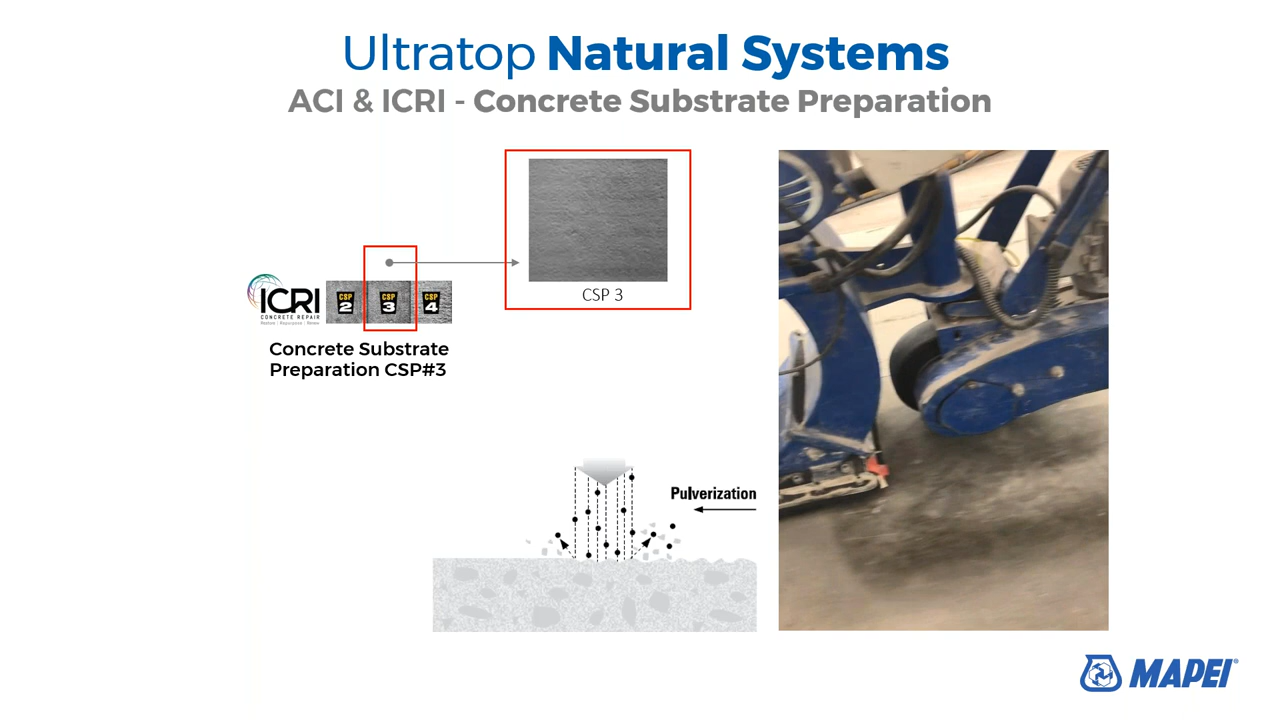 Ultratop Natural Systems
ACI & ICRI - Concrete Substrate Preparation
CSP 3
ICRI
CONCRETE REPAIR
CSP 2
CSP 3
CSP 4
Concrete Substrate
Preparation CSP#3
Pulverization
MAPEI®